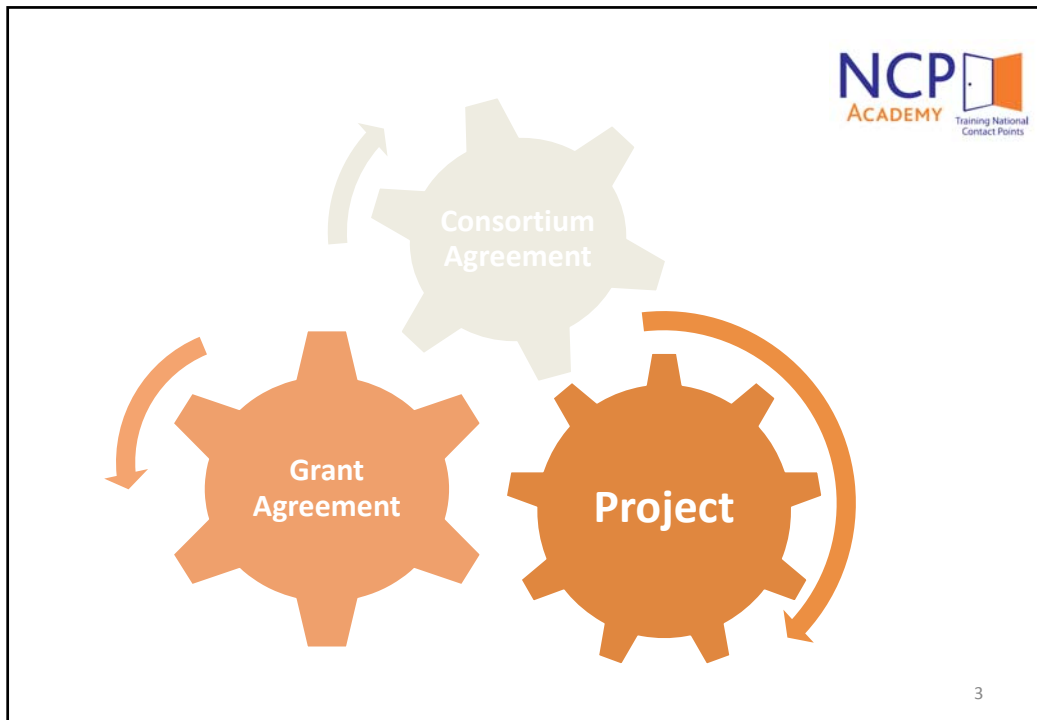 NCP
ACADEMY
Training National
Contact Points
Consortium
Agreement
Grant
Agreement
Project
3